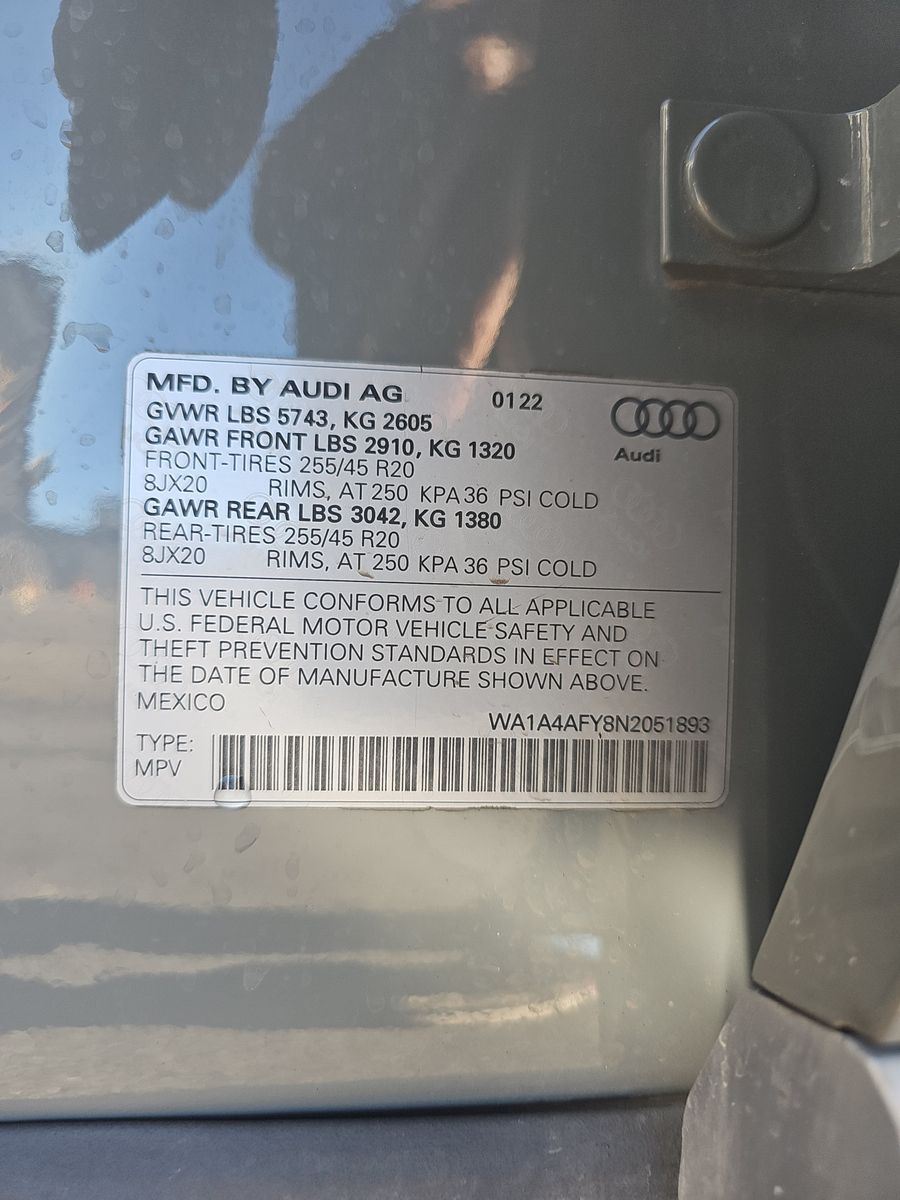 MFD. BY AUDI AG 0122
GVWR LBS 5743, KG 2605
GAWR FRONT LBS 2910, KG 1320
Audi
FRONT-TIRES 255/45 R20
8JX20 RIMS, AT 250 KPA 36 PSI COLD
GAWR REAR LBS 3042, KG 1380
REAR-TIRES 255/45 R20
8JX20 RIMS, AT 250 KPA 36 PSI COLD
THIS VEHICLE CONFORMS TO ALL APPLICABLE
U.S. FEDERAL MOTOR VEHICLE SAFETY AND
THEFT PREVENTION STANDARDS IN EFFECT ON
THE DATE OF MANUFACTURE SHOWN ABOVE.
MEXICO
WA1A4AFY8N2051893
TYPE:
MPV